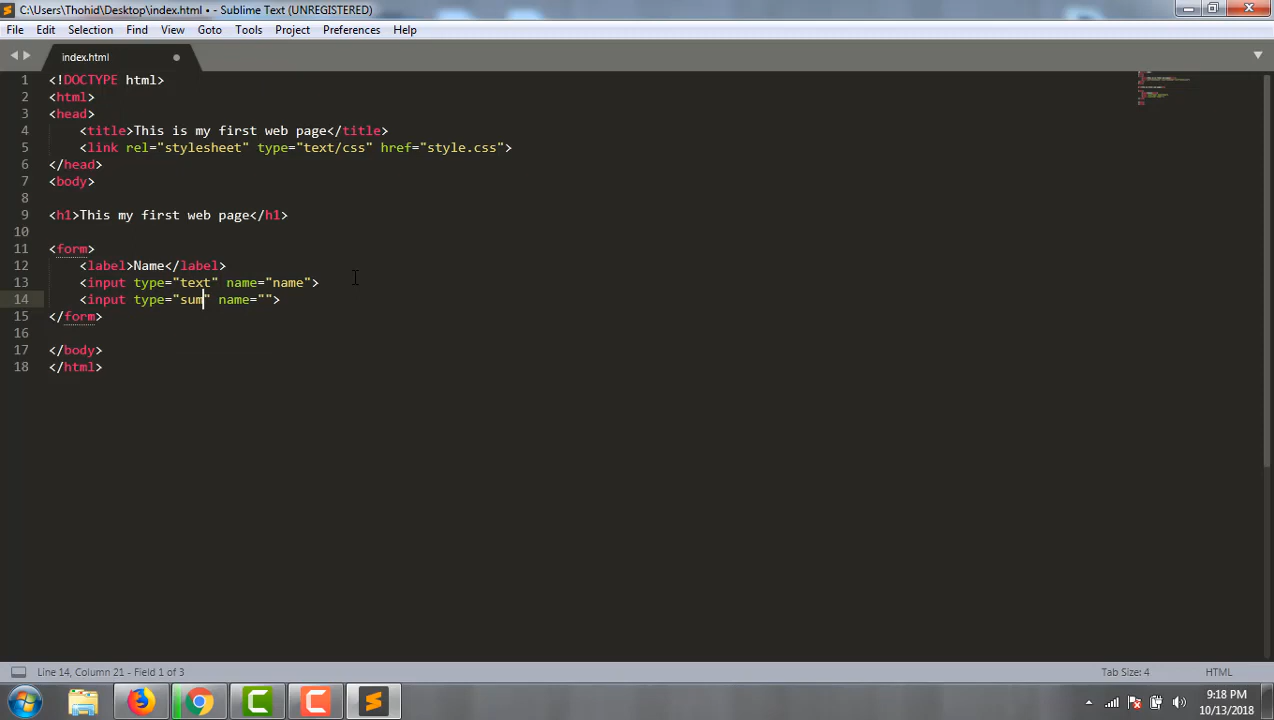 C:\Users\Thohid\Desktop\index.html • - Sublime Text (UNREGISTERED)
File Edit Selection Find View Goto Tools Project Preferences Help
index.html
1 <!DOCTYPE html>
2 <html>
3 <head>
4 <title>This is my first web page</title>
5 <link rel="stylesheet" type="text/css" href="style.css">
6 </head>
7 <body>
8
9 <h1>This my first web page</h1>
10
11 <form>
12 <label>Name</label>
13 <input type="text" name="name">
14 <input type="sum" name="">
15 </form>
16
17 </body>
18 </html>
Line 14, Column 21 - Field 1 of 3 Tab Size: 4 HTML
9:18 PM
10/13/2018